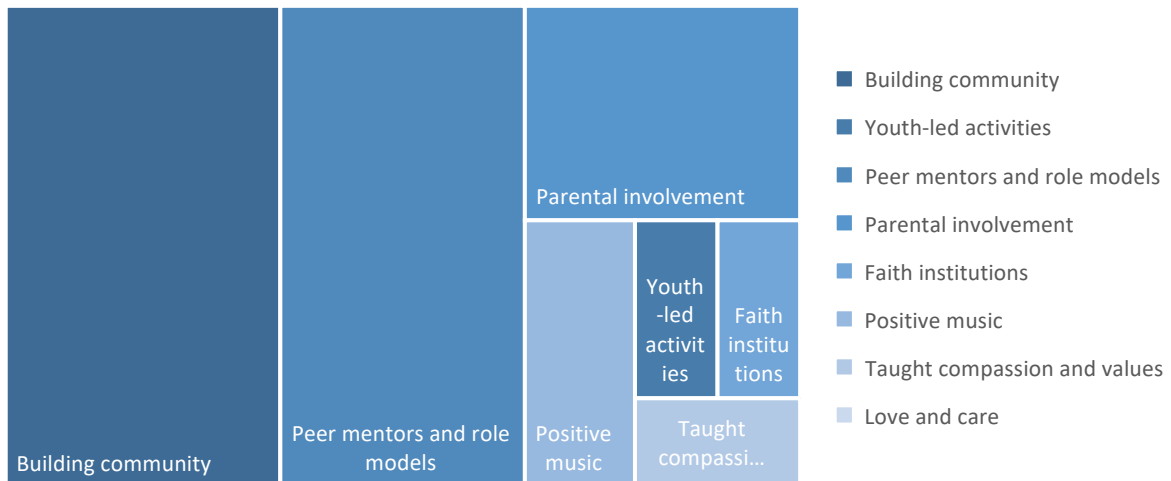 Building community
Peer mentors and role
models
Parental involvement
Positive
music
Youth
-led
activit
ies
Faith
institu
tions
Taught
compassi...
Building community
Youth-led activities
Peer mentors and role models
Parental involvement
Faith institutions
Positive music
Taught compassion and values
Love and care